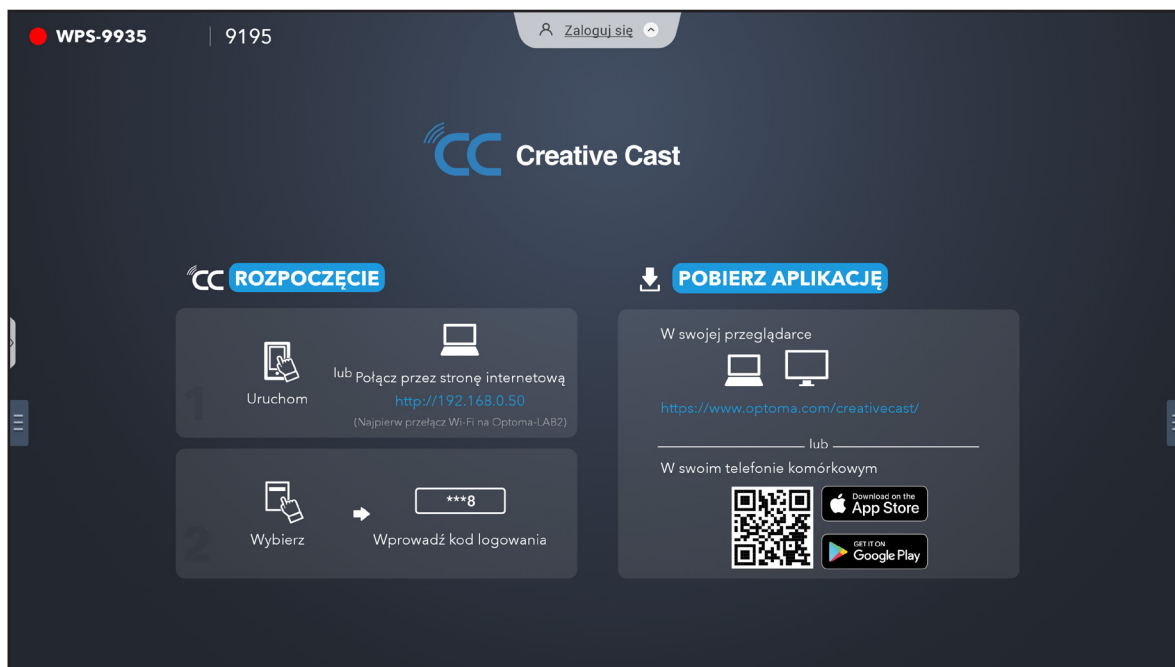 WPS-9935 | 9195
Zaloguj się
CC Creative Cast
CC ROZPOCZĘCIE
1
Uruchom
lub Połącz przez stronę internetową
http://192.168.0.50
(Najpierw przełącz Wi-Fi na Optoma-LAB2)
2
Wybierz
***8
Wprowadź kod logowania
POBIERZ APLIKACJĘ
W swojej przeglądarce
https://www.optoma.com/creativecast/
lub
W swoim telefonie komórkowym
Download on the
App Store
GET IT ON
Google Play